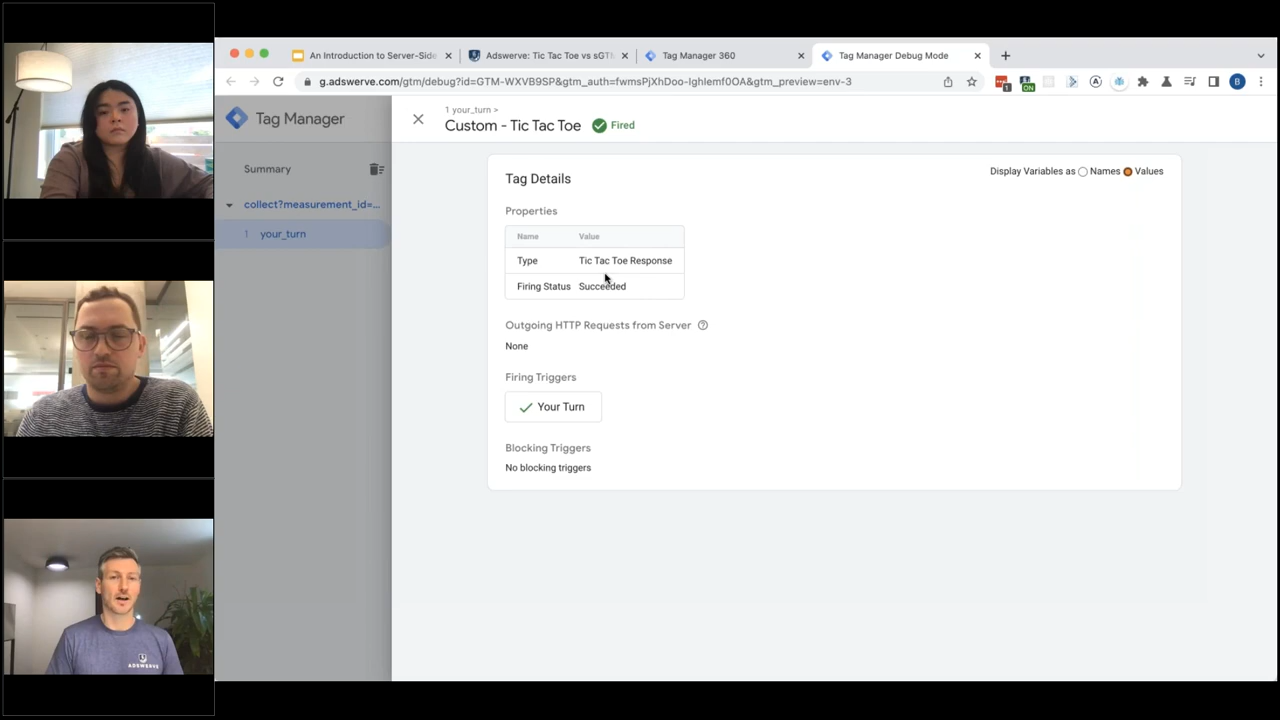 An Introduction to Server-Side
Adswerve: Tic Tac Toe vs sGT
Tag Manager 360
Tag Manager Debug Mode
g.adswerve.com/gtm/debug?id=GTM-WXVB9SP&gtm_auth=fwmsPjXhDoo-Ighlemf0OA&gtm_preview=env-3
1
ON
B
Tag Manager
1 your_turn >
Custom - Tic Tac Toe
Fired
Summary
collect?measurement_id=...
1 your_turn
Tag Details
Display Variables as Names Values
Properties
Name Value
Type Tic Tac Toe Response
Firing Status Succeeded
Outgoing HTTP Requests from Server
None
Firing Triggers
Your Turn
Blocking Triggers
No blocking triggers
ADSWERVE